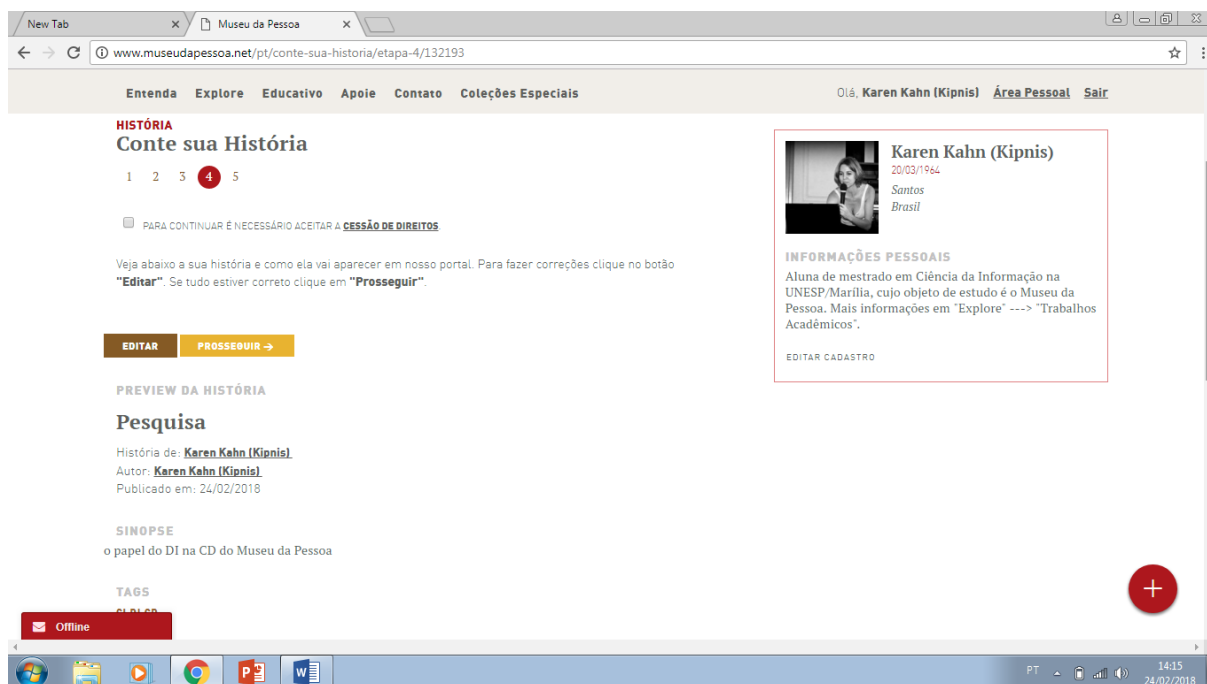 New Tab
Museu da Pessoa
www.museudapessoa.net/pt/conte-sua-historia/etapa-4/132193
Entenda Explore Educativo Apoie Contato Coleções Especiais
Olá, Karen Kahn (Kipnis) Área Pessoal Sair
HISTÓRIA
Conte sua História
1 2 3 4 5
PARA CONTINUAR É NECESSÁRIO ACEITAR A CESSÃO DE DIREITOS
Veja abaixo a sua história e como ela vai aparecer em nosso portal. Para fazer correções clique no botão
"Editar". Se tudo estiver correto clique em "Prosseguir".
EDITAR PROSSEGUIR →
PREVIEW DA HISTÓRIA
Pesquisa
História de: Karen Kahn (Kipnis)
Autor: Karen Kahn (Kipnis)
Publicado em: 24/02/2018
SINOPSE
o papel do DI na CD do Museu da Pessoa
TAGS
Karen Kahn (Kipnis)
20/03/1964
Santos
Brasil
INFORMAÇÕES PESSOAIS
Aluna de mestrado em Ciência da Informação na
UNESP/Marília, cujo objeto de estudo é o Museu da
Pessoa. Mais informações em "Explore" ---> "Trabalhos
Acadêmicos".
EDITAR CADASTRO
+
Offline
PT
14:15
24/02/2018